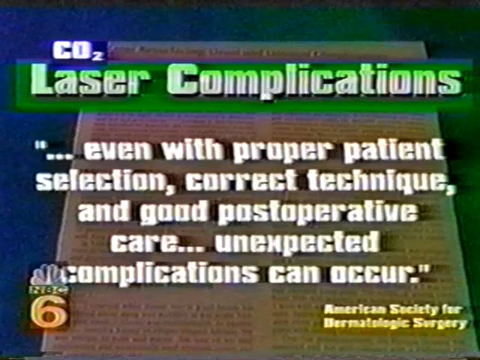 CO₂
Laser Complications
"... even with proper patient
selection, correct technique,
and good postoperative
care... unexpected
complications can occur."
NBC
6
American Society for
Dermatologic Surgery